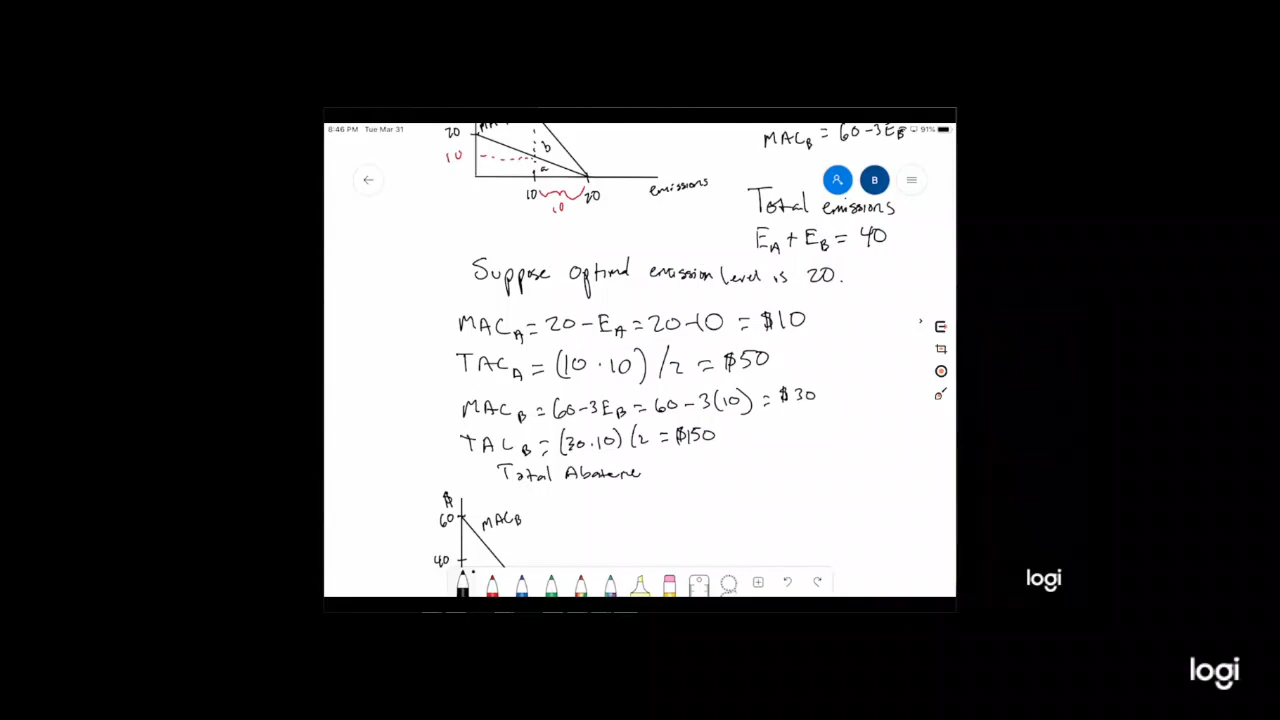 8:46 PM Tue Mar 31
91%
20
10
b
a
10
20
10
emissions
MAC_B = 60-3E_B
B
Total emissions
E_A + E_B = 40
Suppose optimal emission level is 20.
MAC_A = 20 - E_A = 20-10 = $10
TAC_A = (10 · 10) / 2 = $50
MAC_B = 60-3E_B = 60-3(10) = $30
TAC_B = (30·10) (2 = $150
Total Abateme
$
60
MAC_B
40
logi
logi